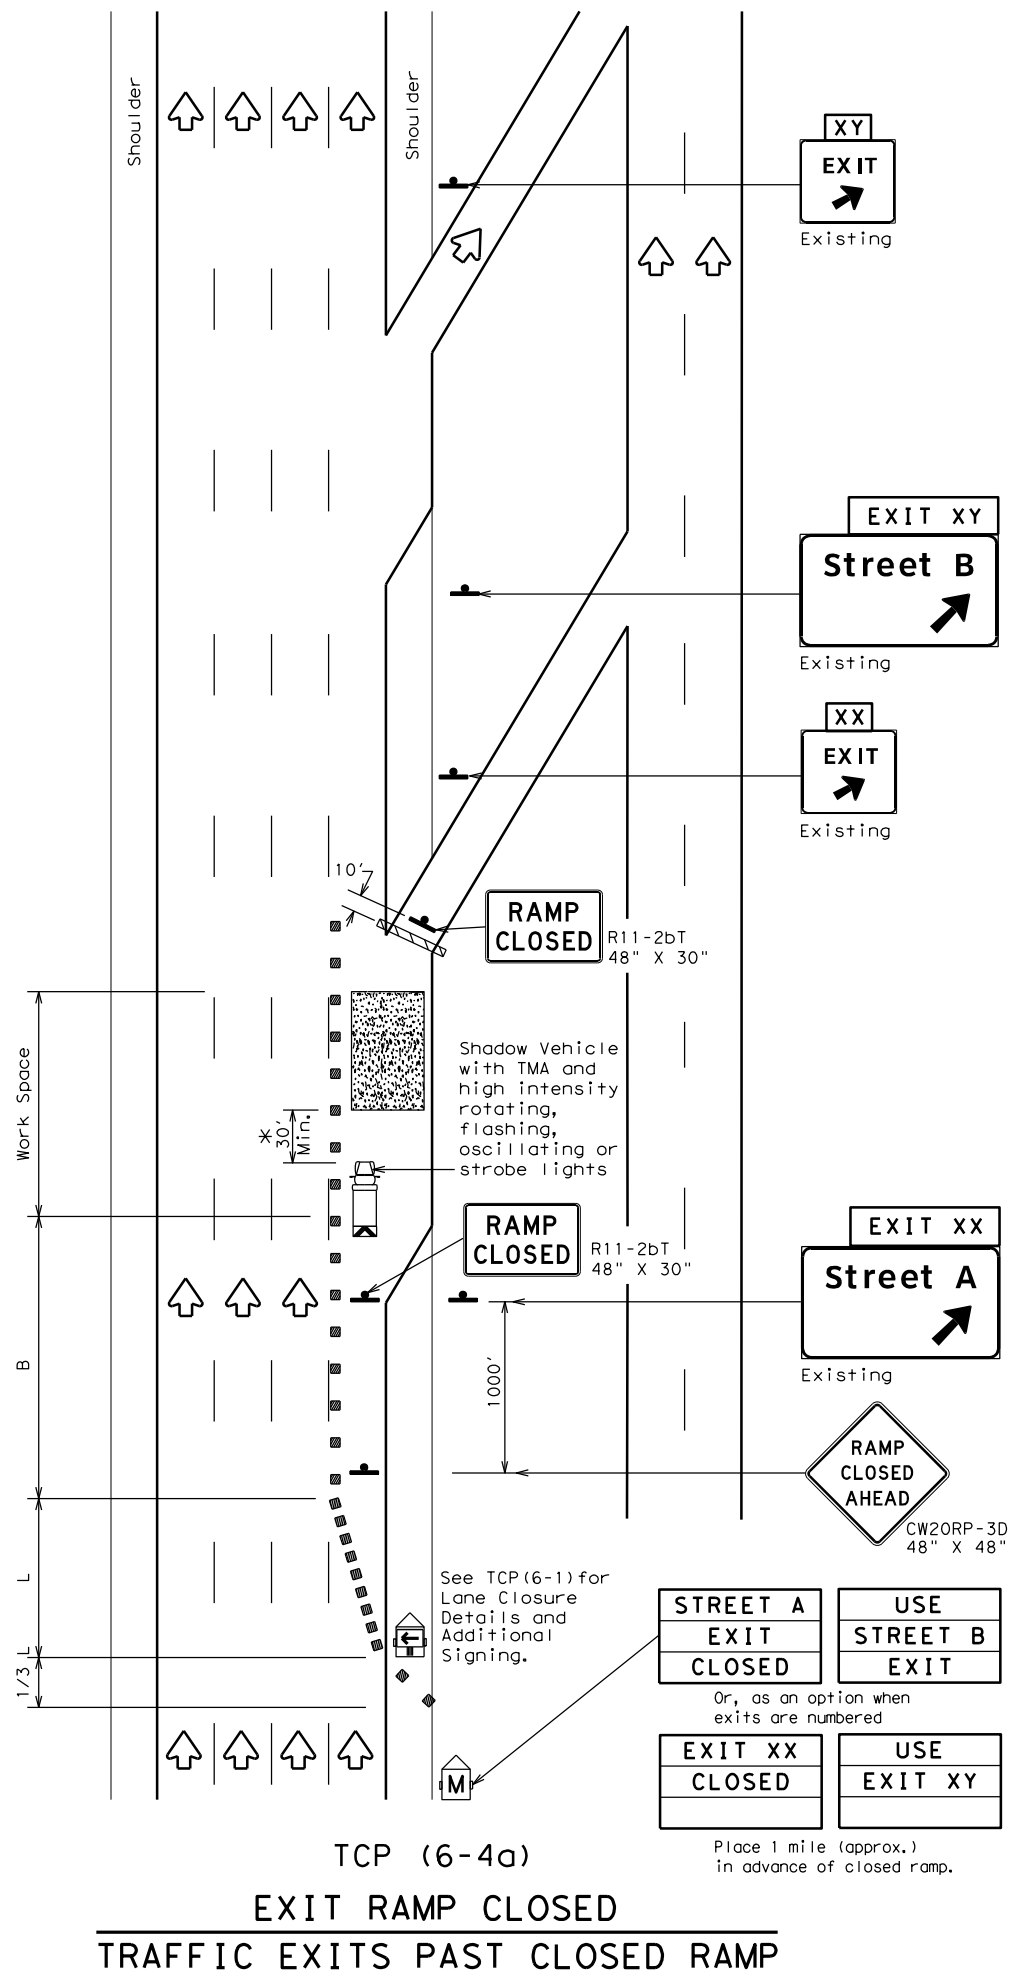 Shoulder
Shoulder
XY
EXIT
Existing
EXIT XY
Street B
Existing
XX
EXIT
Existing
10'
RAMP
CLOSED
R11-2bT
48" X 30"
Work Space
Shadow Vehicle
with TMA and
high intensity
rotating,
flashing,
oscillating or
strobe lights
*
30'
Min.
RAMP
CLOSED
R11-2bT
48" X 30"
EXIT XX
Street A
Existing
B
1000'
RAMP
CLOSED
AHEAD
CW20RP-3D
48" X 48"
L
See TCP(6-1)for
Lane Closure
Details and
Additional
Signing.
1/3 L
STREET A
EXIT
CLOSED
USE
STREET B
EXIT
Or, as an option when
exits are numbered
EXIT XX
CLOSED
USE
EXIT XY
M
Place 1 mile (approx.)
in advance of closed ramp.
TCP (6-4a)
EXIT RAMP CLOSED
TRAFFIC EXITS PAST CLOSED RAMP